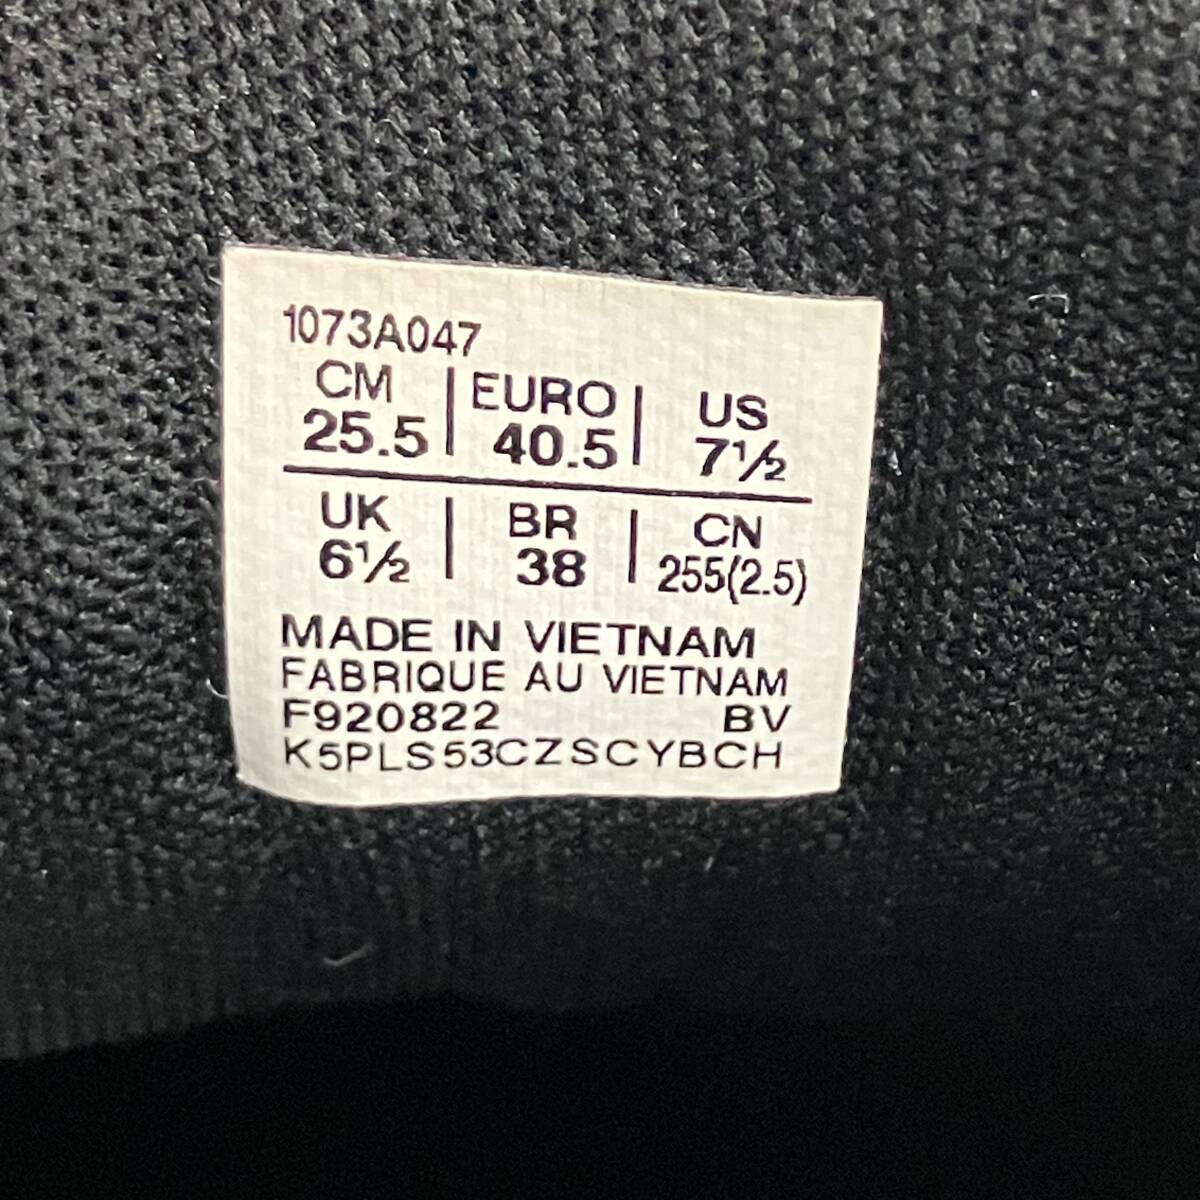 1073A047
CM | EURO | US
25.5 | 40.5 | 7½
UK | BR | CN
6½ | 38 | 255(2.5)
MADE IN VIETNAM
FABRIQUE AU VIETNAM
F920822 BV
K5PLS53CZSCYBCH